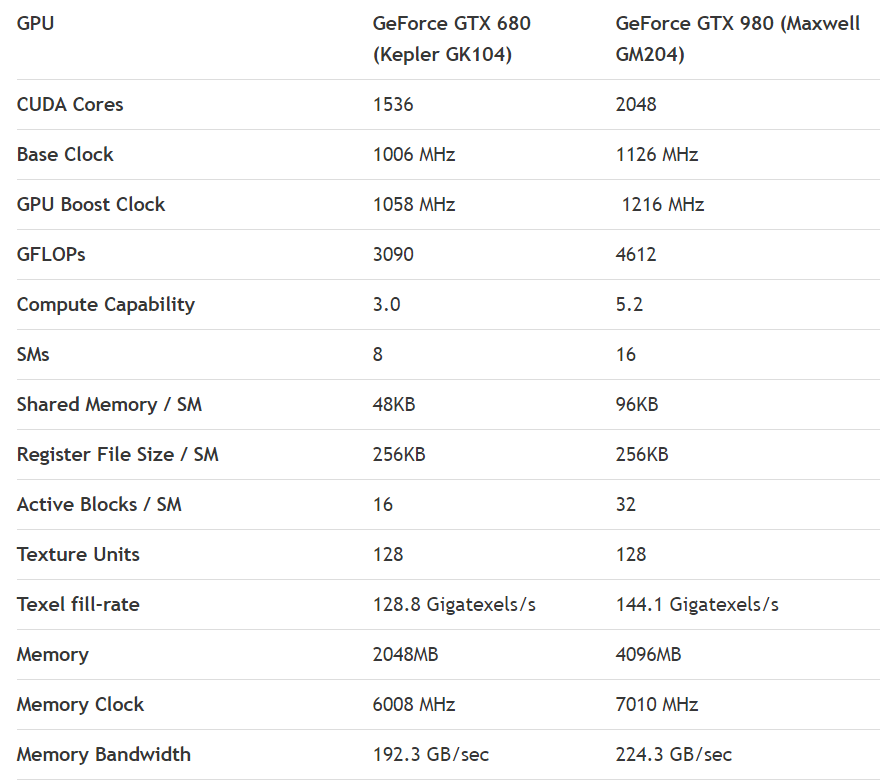 GPU GeForce GTX 680 GeForce GTX 980 (Maxwell
(Kepler GK104) GM204)
CUDA Cores 1536 2048
Base Clock 1006 MHz 1126 MHz
GPU Boost Clock 1058 MHz 1216 MHz
GFLOPs 3090 4612
Compute Capability 3.0 5.2
SMs 8 16
Shared Memory / SM 48KB 96KB
Register File Size / SM 256KB 256KB
Active Blocks / SM 16 32
Texture Units 128 128
Texel fill-rate 128.8 Gigatexels/s 144.1 Gigatexels/s
Memory 2048MB 4096MB
Memory Clock 6008 MHz 7010 MHz
Memory Bandwidth 192.3 GB/sec 224.3 GB/sec